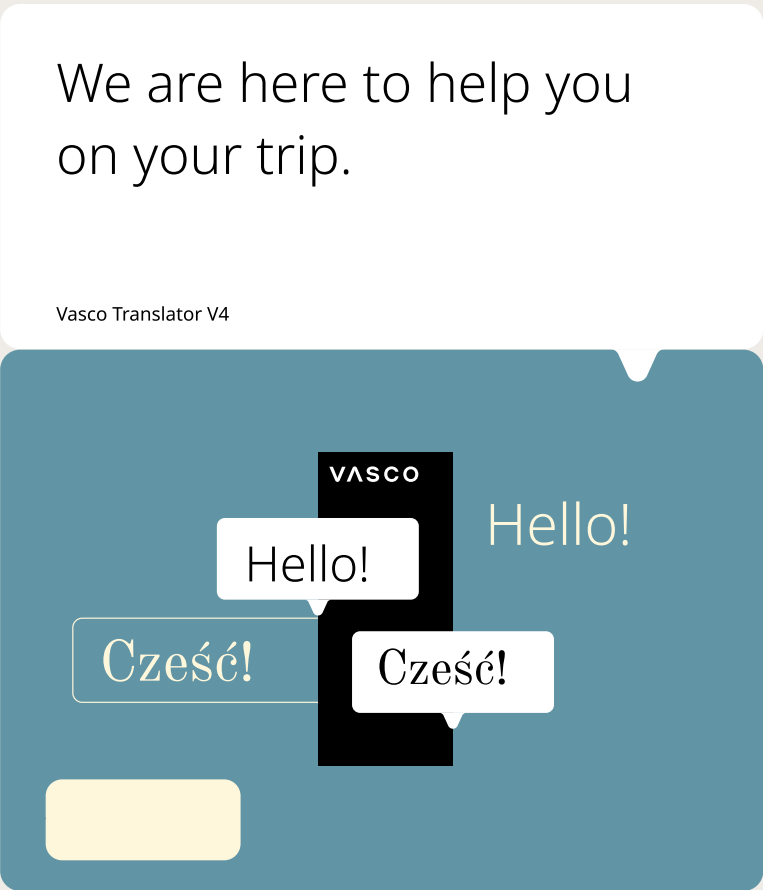 We are here to help you
on your trip.
Vasco Translator V4
VASCO
Hello!
Hello!
Cześć!
Cześć!